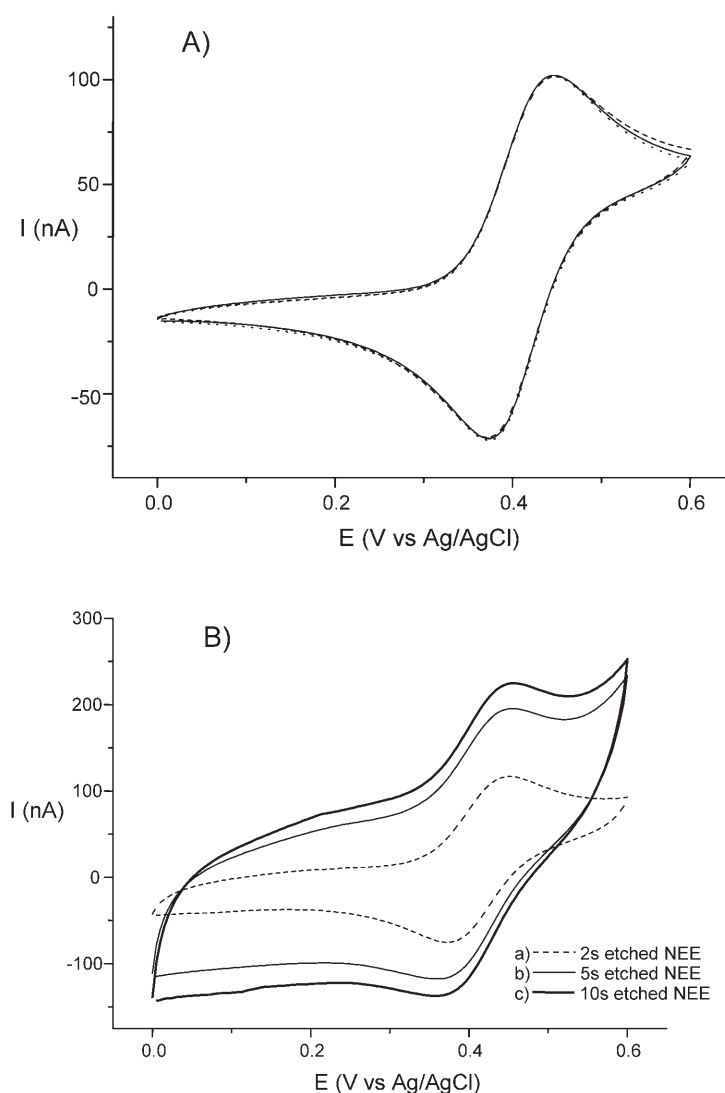 A)
100
50
0
-50
I (nA)
0.0 0.2 0.4 0.6
E (V vs Ag/AgCl)
B)
300
200
100
0
-100
I (nA)
a) 2s etched NEE
b) 5s etched NEE
c) 10s etched NEE
0.0 0.2 0.4 0.6
E (V vs Ag/AgCl)